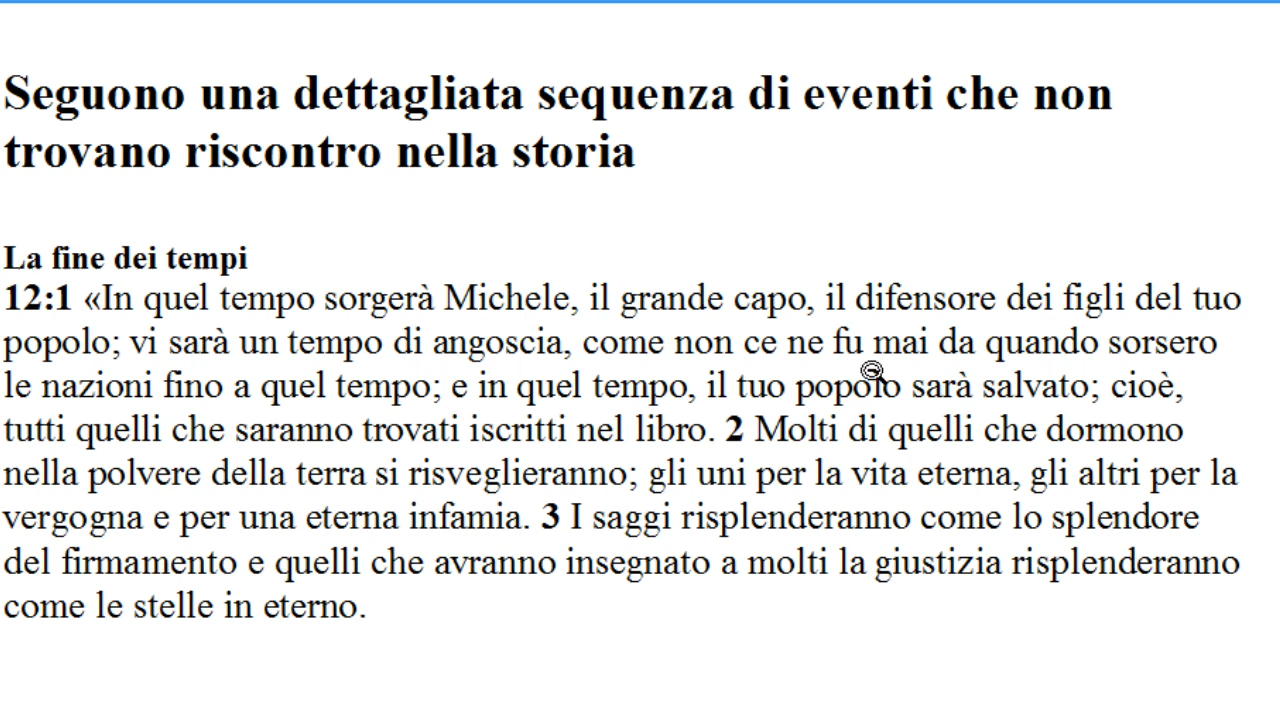 Seguono una dettagliata sequenza di eventi che non
trovano riscontro nella storia
La fine dei tempi
12:1 «In quel tempo sorgerà Michele, il grande capo, il difensore dei figli del tuo
popolo; vi sarà un tempo di angoscia, come non ce ne fu mai da quando sorsero
le nazioni fino a quel tempo; e in quel tempo, il tuo popolo sarà salvato; cioè,
tutti quelli che saranno trovati iscritti nel libro. 2 Molti di quelli che dormono
nella polvere della terra si risveglieranno; gli uni per la vita eterna, gli altri per la
vergogna e per una eterna infamia. 3 I saggi risplenderanno come lo splendore
del firmamento e quelli che avranno insegnato a molti la giustizia risplenderanno
come le stelle in eterno.